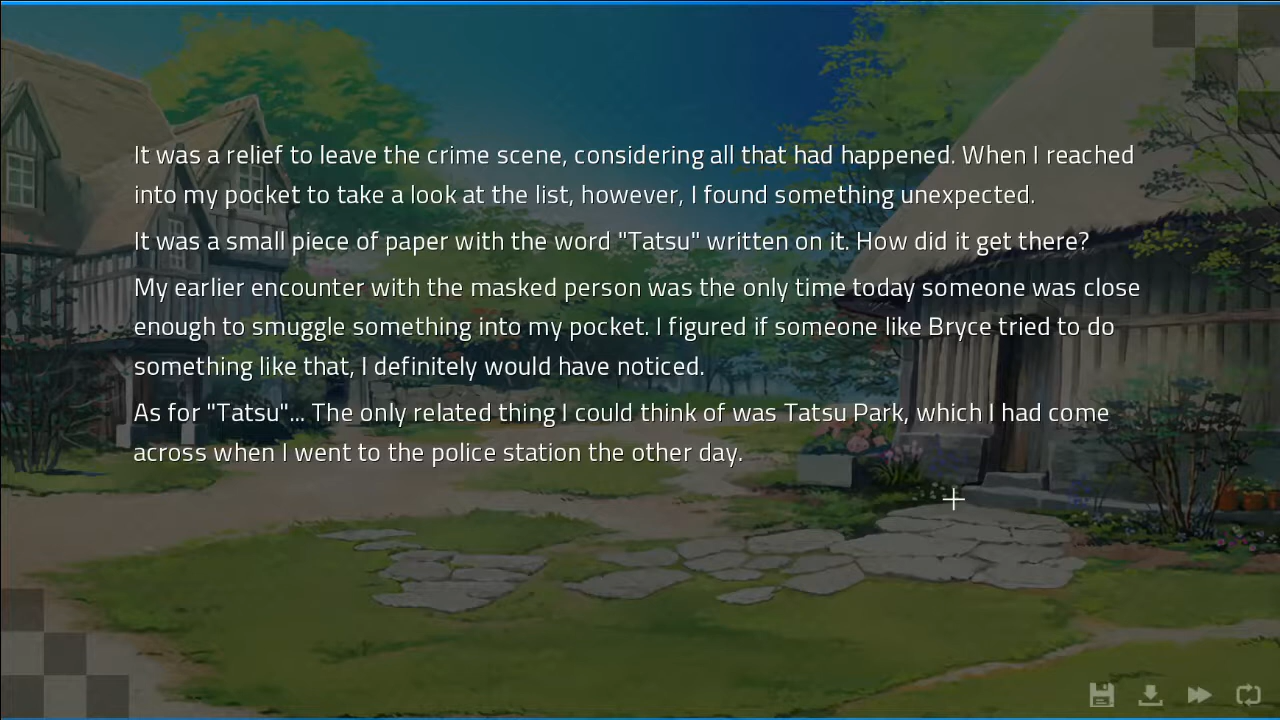 It was a relief to leave the crime scene, considering all that had happened. When I reached
into my pocket to take a look at the list, however, I found something unexpected.
It was a small piece of paper with the word "Tatsu" written on it. How did it get there?
My earlier encounter with the masked person was the only time today someone was close
enough to smuggle something into my pocket. I figured if someone like Bryce tried to do
something like that, I definitely would have noticed.
As for "Tatsu"... The only related thing I could think of was Tatsu Park, which I had come
across when I went to the police station the other day.